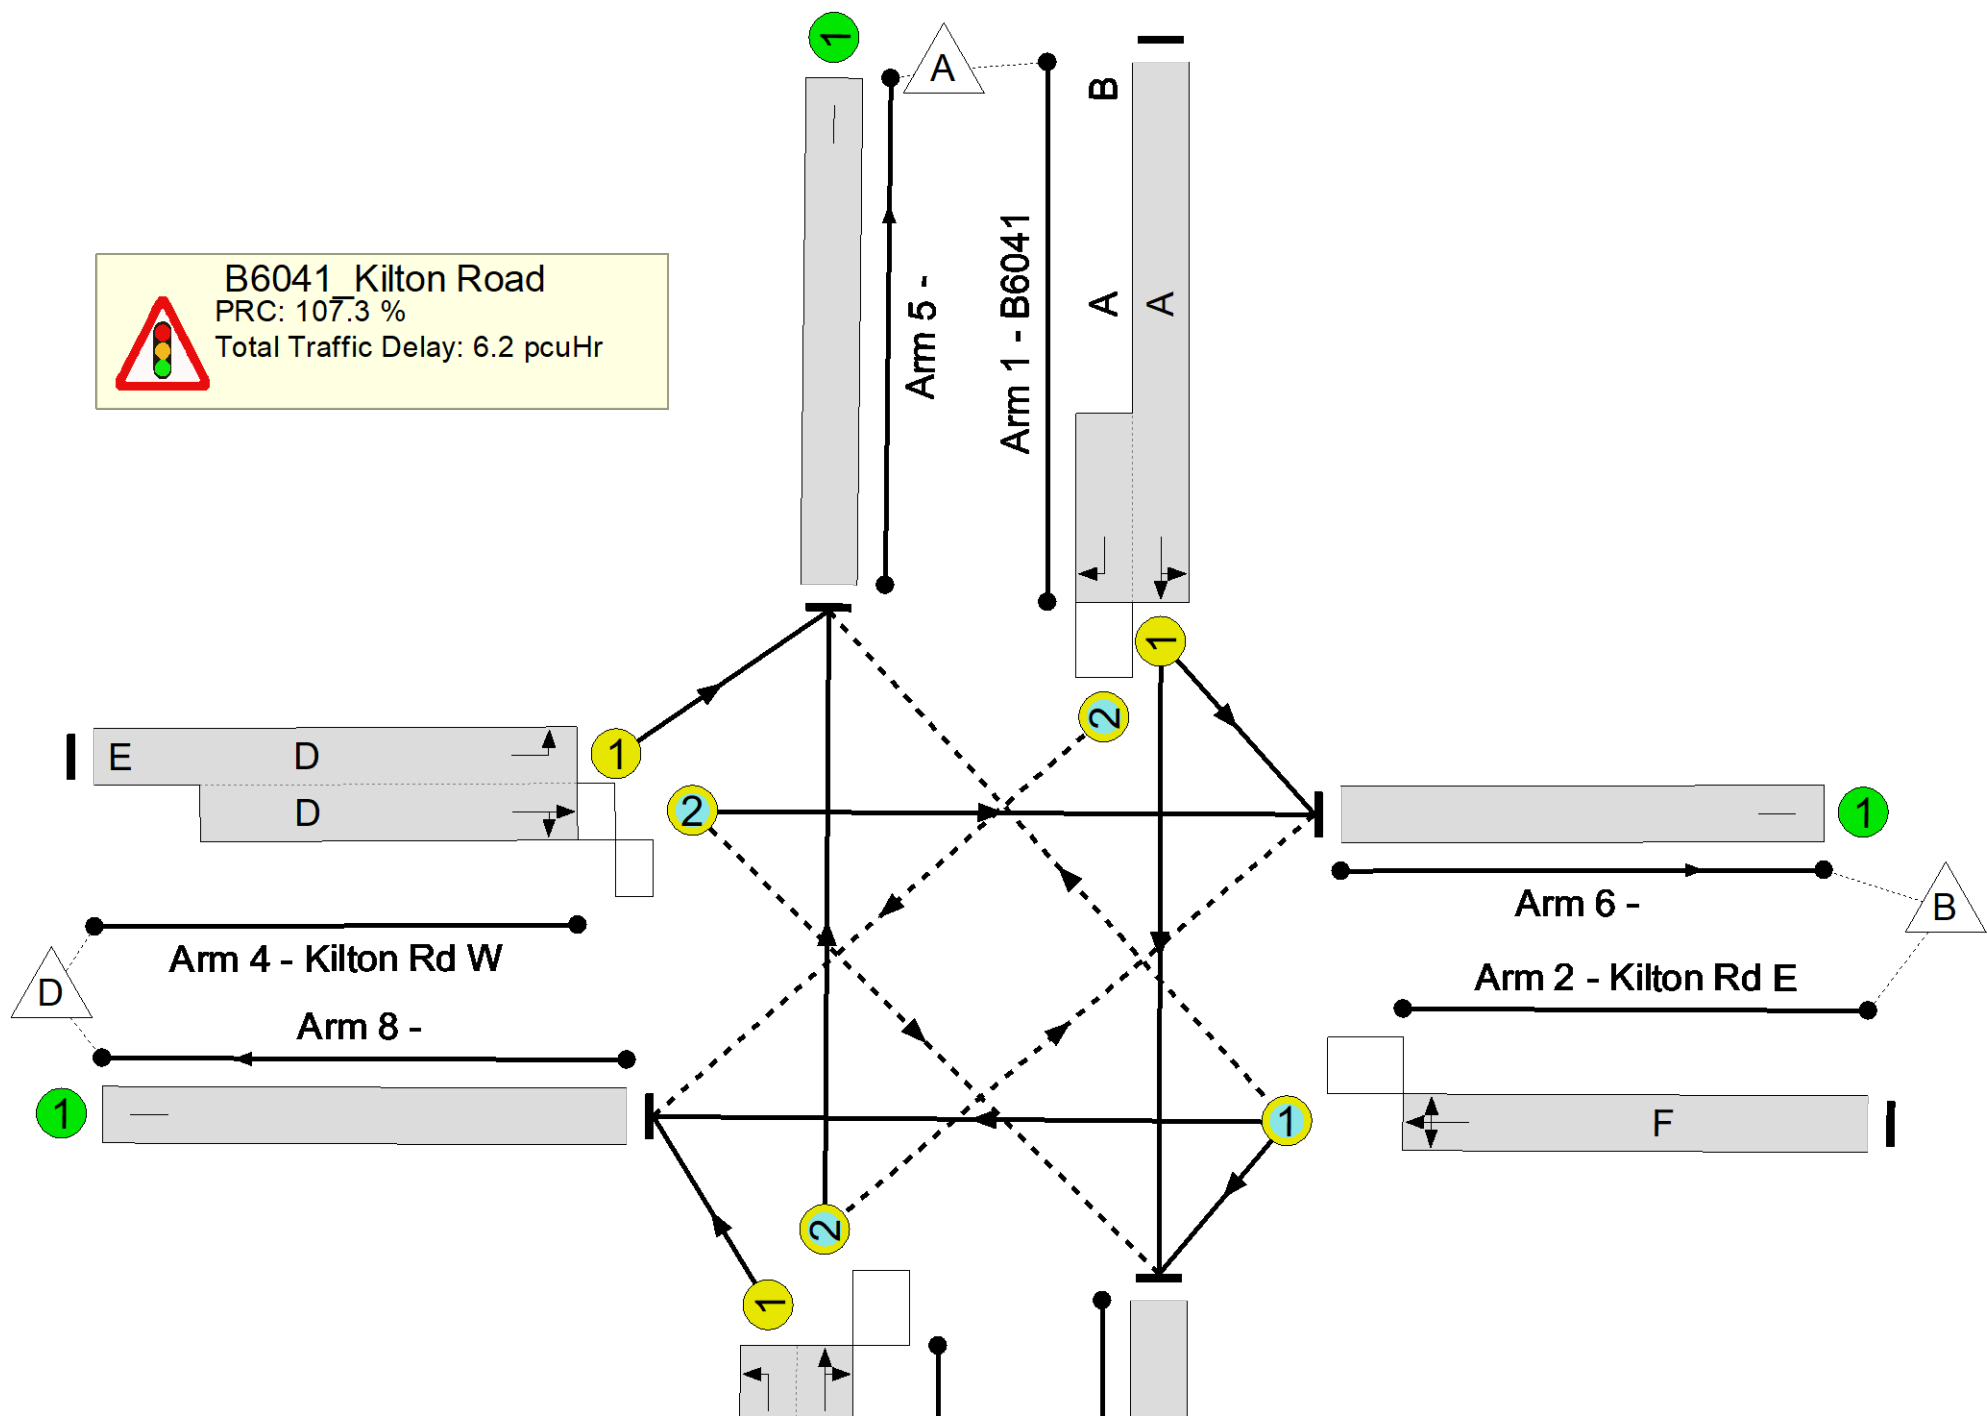 1
A
B
Arm 5 -
Arm 1 - B6041
A
A
B6041_Kilton Road
PRC: 107.3 %
Total Traffic Delay: 6.2 pcuHr
1
2
E
D
1
D
2
1
Arm 6 -
B
Arm 4 - Kilton Rd W
Arm 2 - Kilton Rd E
D
Arm 8 -
1
1
F
2
1